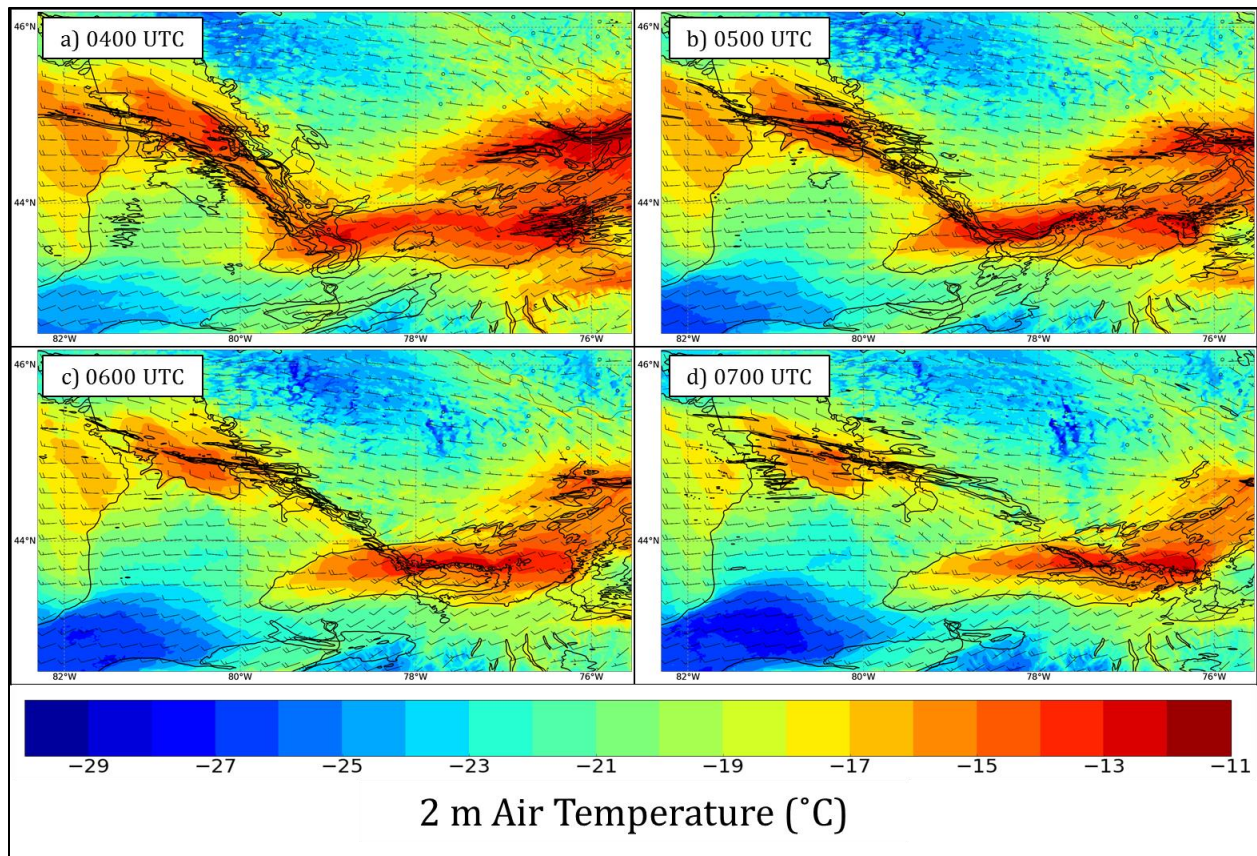 a) 0400 UTC
b) 0500 UTC
46°N
46°N
44°N
44°N
82°W 80°W 78°W 76°W
82°W 80°W 78°W 76°W
c) 0600 UTC
d) 0700 UTC
46°N
46°N
44°N
44°N
82°W 80°W 78°W 76°W
82°W 80°W 78°W 76°W
−29 −27 −25 −23 −21 −19 −17 −15 −13 −11
2 m Air Temperature (˚C)